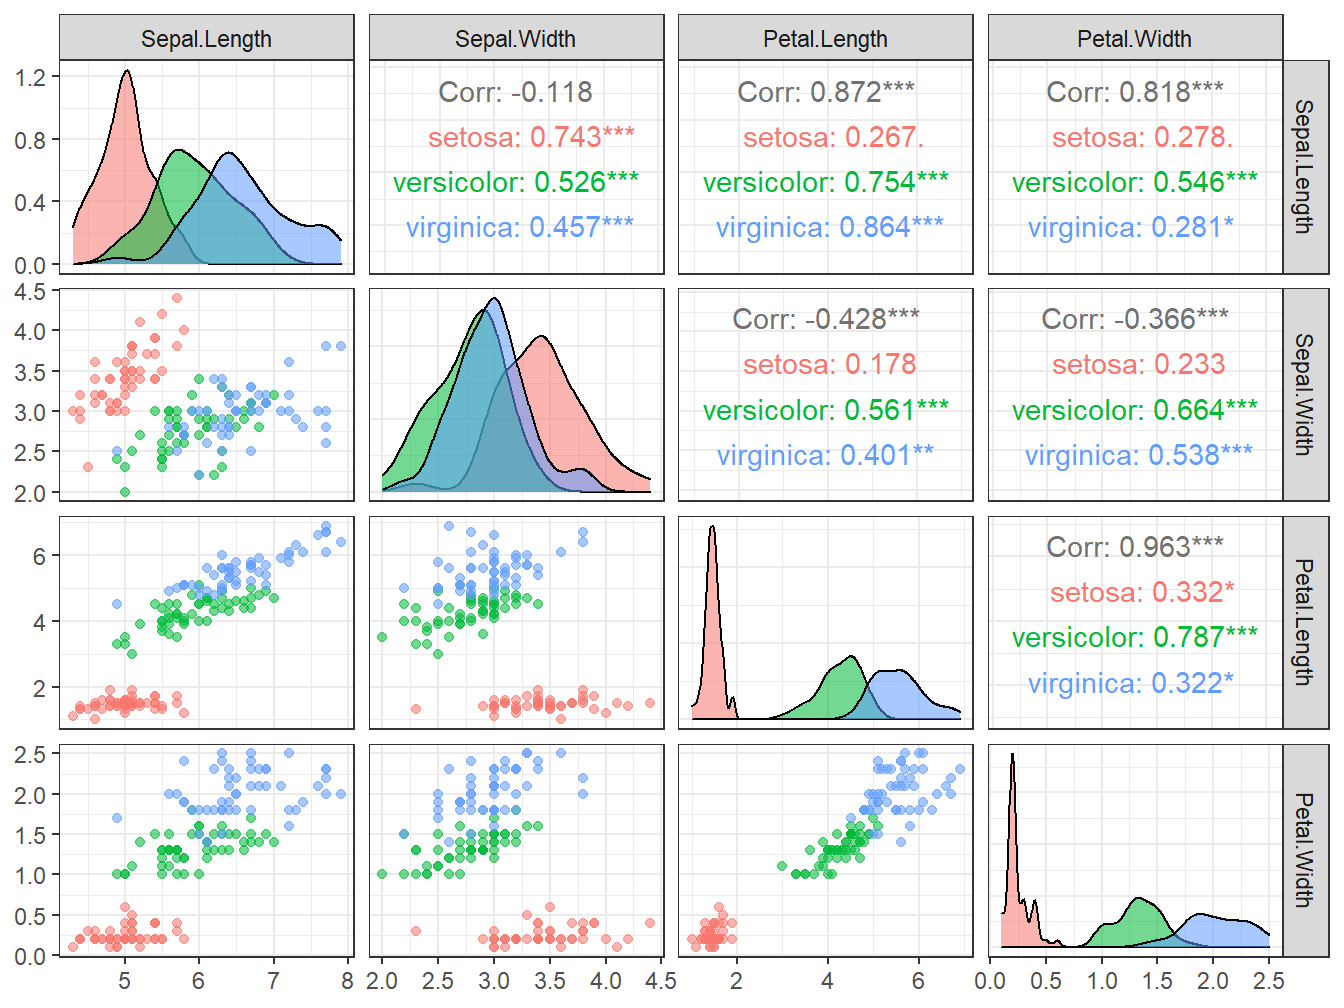 Sepal.Length
Sepal.Width
Petal.Length
Petal.Width
1.2
0.8
0.4
0.0
Corr: -0.118
setosa: 0.743***
versicolor: 0.526***
virginica: 0.457***
Corr: 0.872***
setosa: 0.267.
versicolor: 0.754***
virginica: 0.864***
Corr: 0.818***
setosa: 0.278.
versicolor: 0.546***
virginica: 0.281*
Sepal.Length
4.5
4.0
3.5
3.0
2.5
2.0
Corr: -0.428***
setosa: 0.178
versicolor: 0.561***
virginica: 0.401**
Corr: -0.366***
setosa: 0.233
versicolor: 0.664***
virginica: 0.538***
Sepal.Width
6
4
2
Corr: 0.963***
setosa: 0.332*
versicolor: 0.787***
virginica: 0.322*
Petal.Length
2.5
2.0
1.5
1.0
0.5
0.0
Petal.Width
5 6 7 8
2.0 2.5 3.0 3.5 4.0 4.5
2 4 6
0.0 0.5 1.0 1.5 2.0 2.5